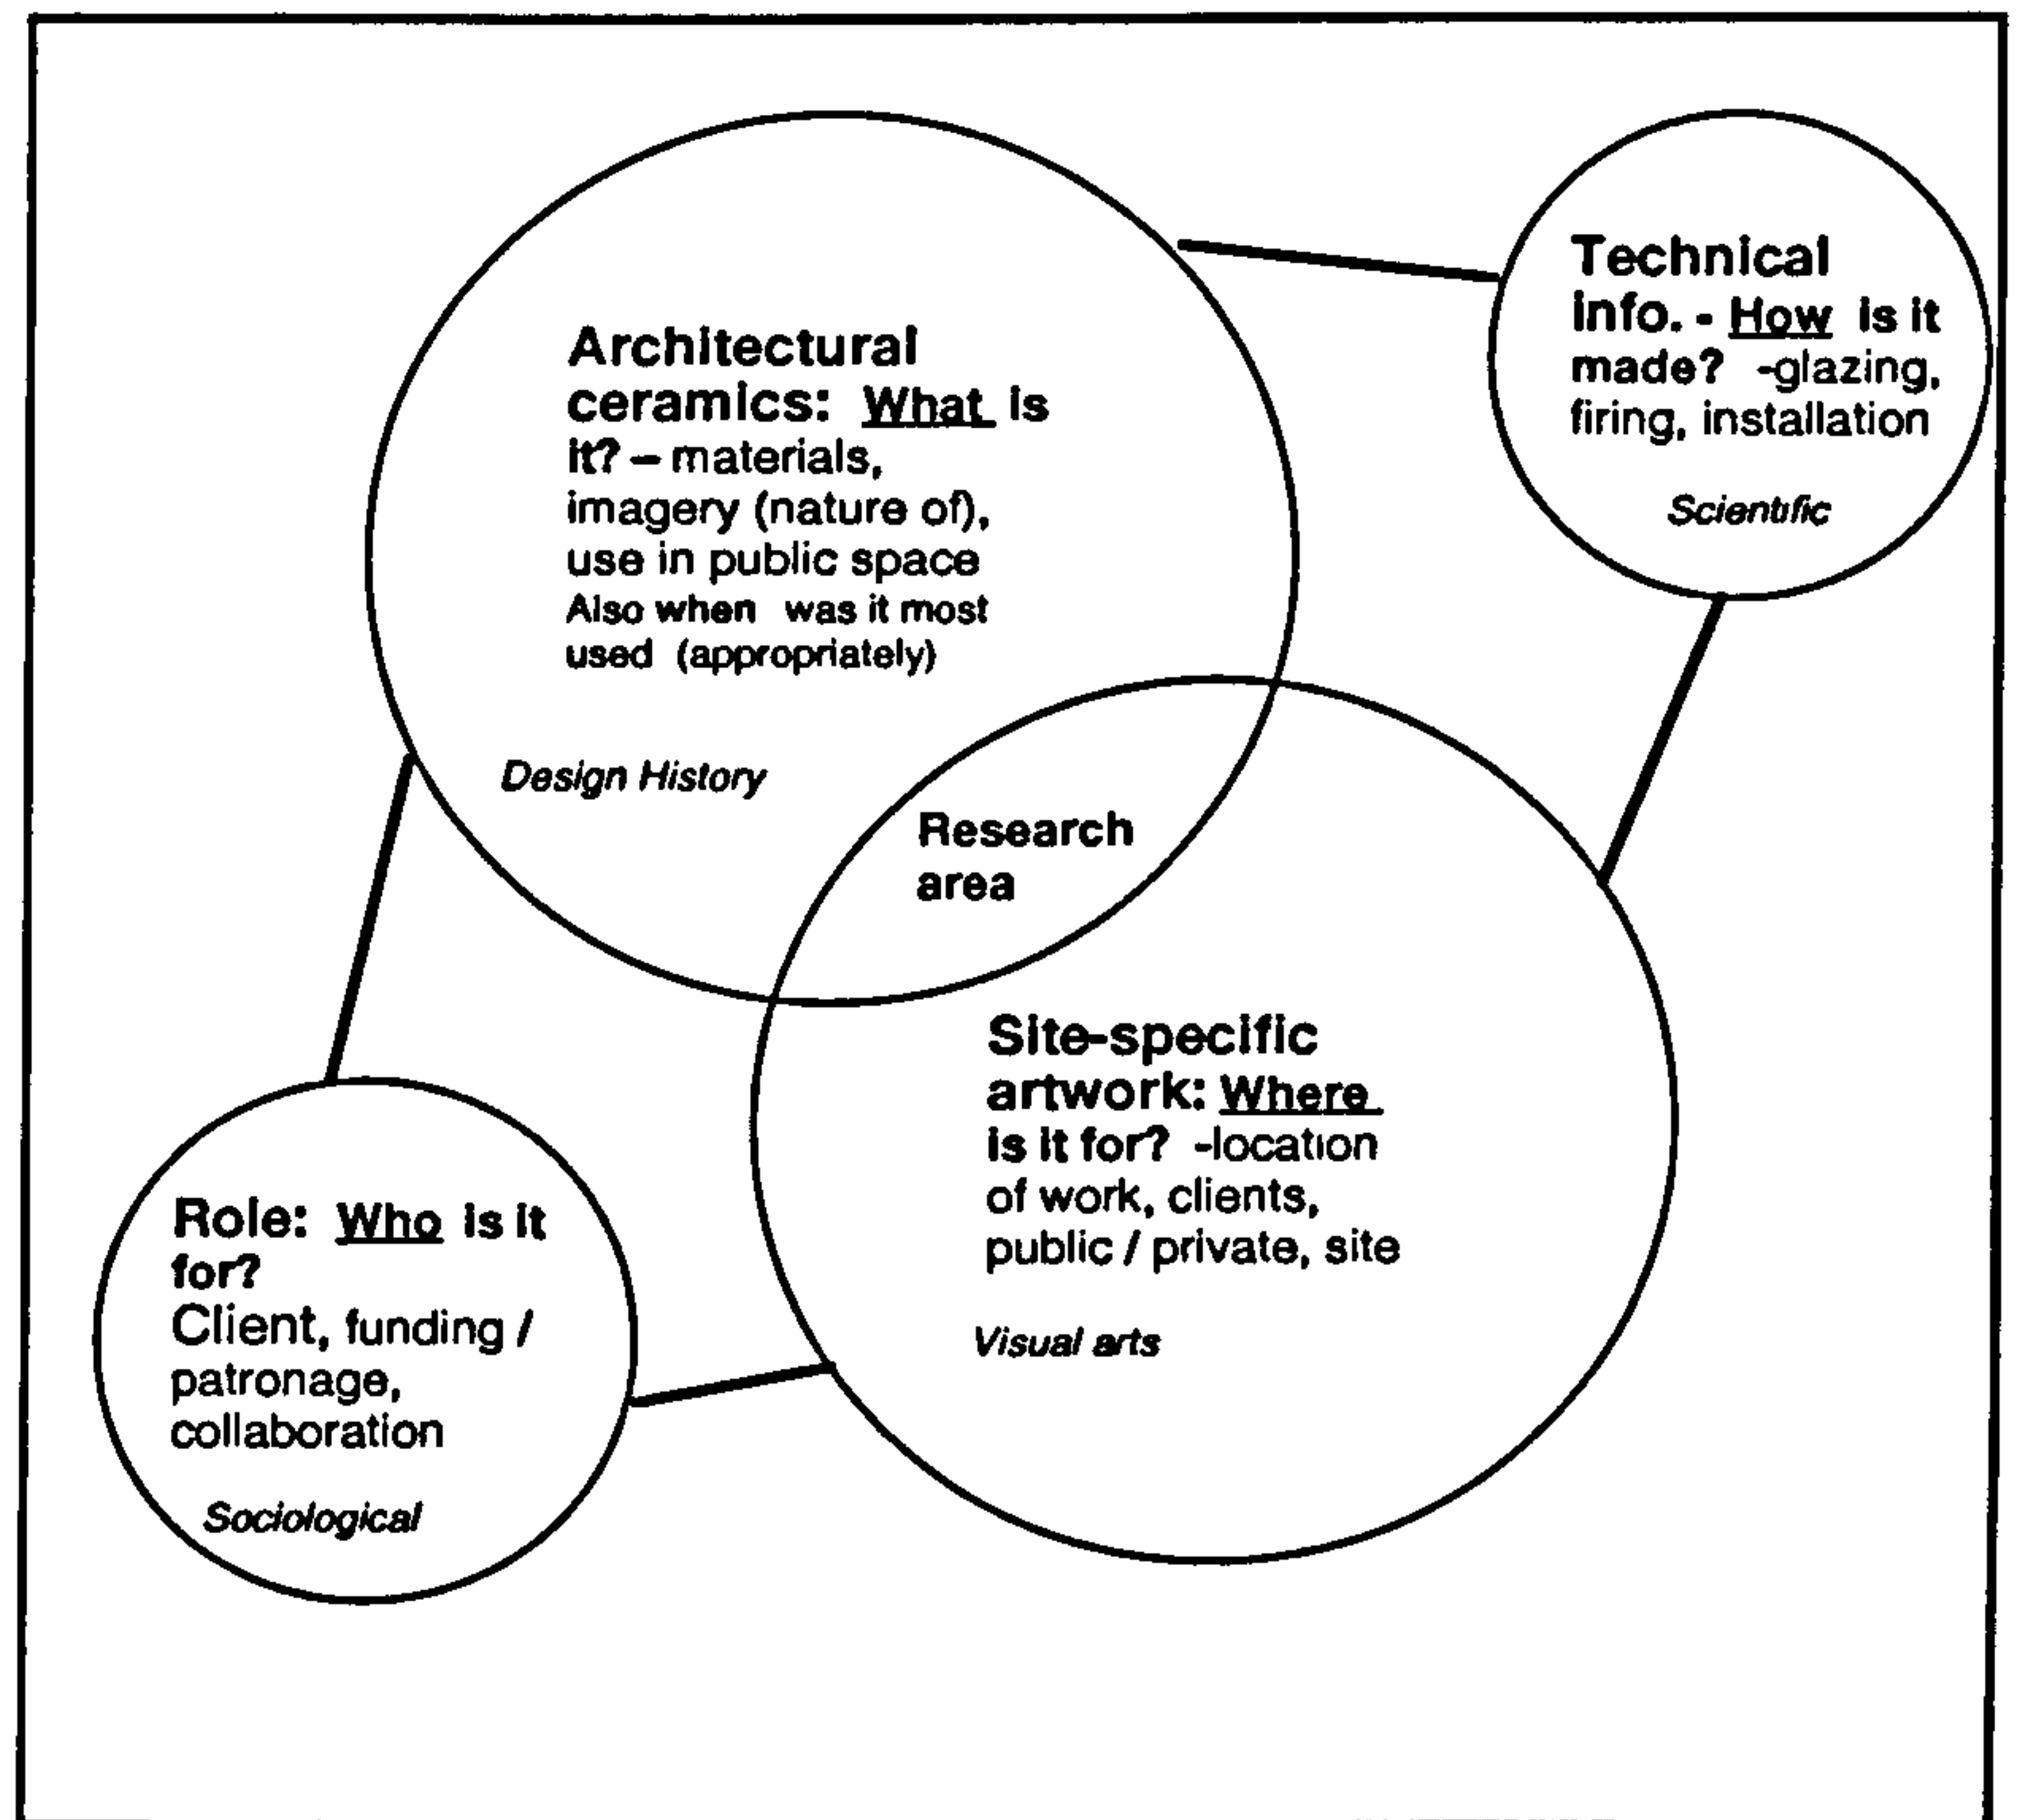 Architectural
ceramics: What is
it? – materials,
imagery (nature of),
use in public space
Also when was it most
used (appropriately)
Design History
Technical
info. - How is it
made? -glazing,
firing, installation
Scientific
Research
area
Site-specific
artwork: Where
is it for? -location
of work, clients,
public / private, site
Visual arts
Role: Who is it
for?
Client, funding /
patronage,
collaboration
Sociological